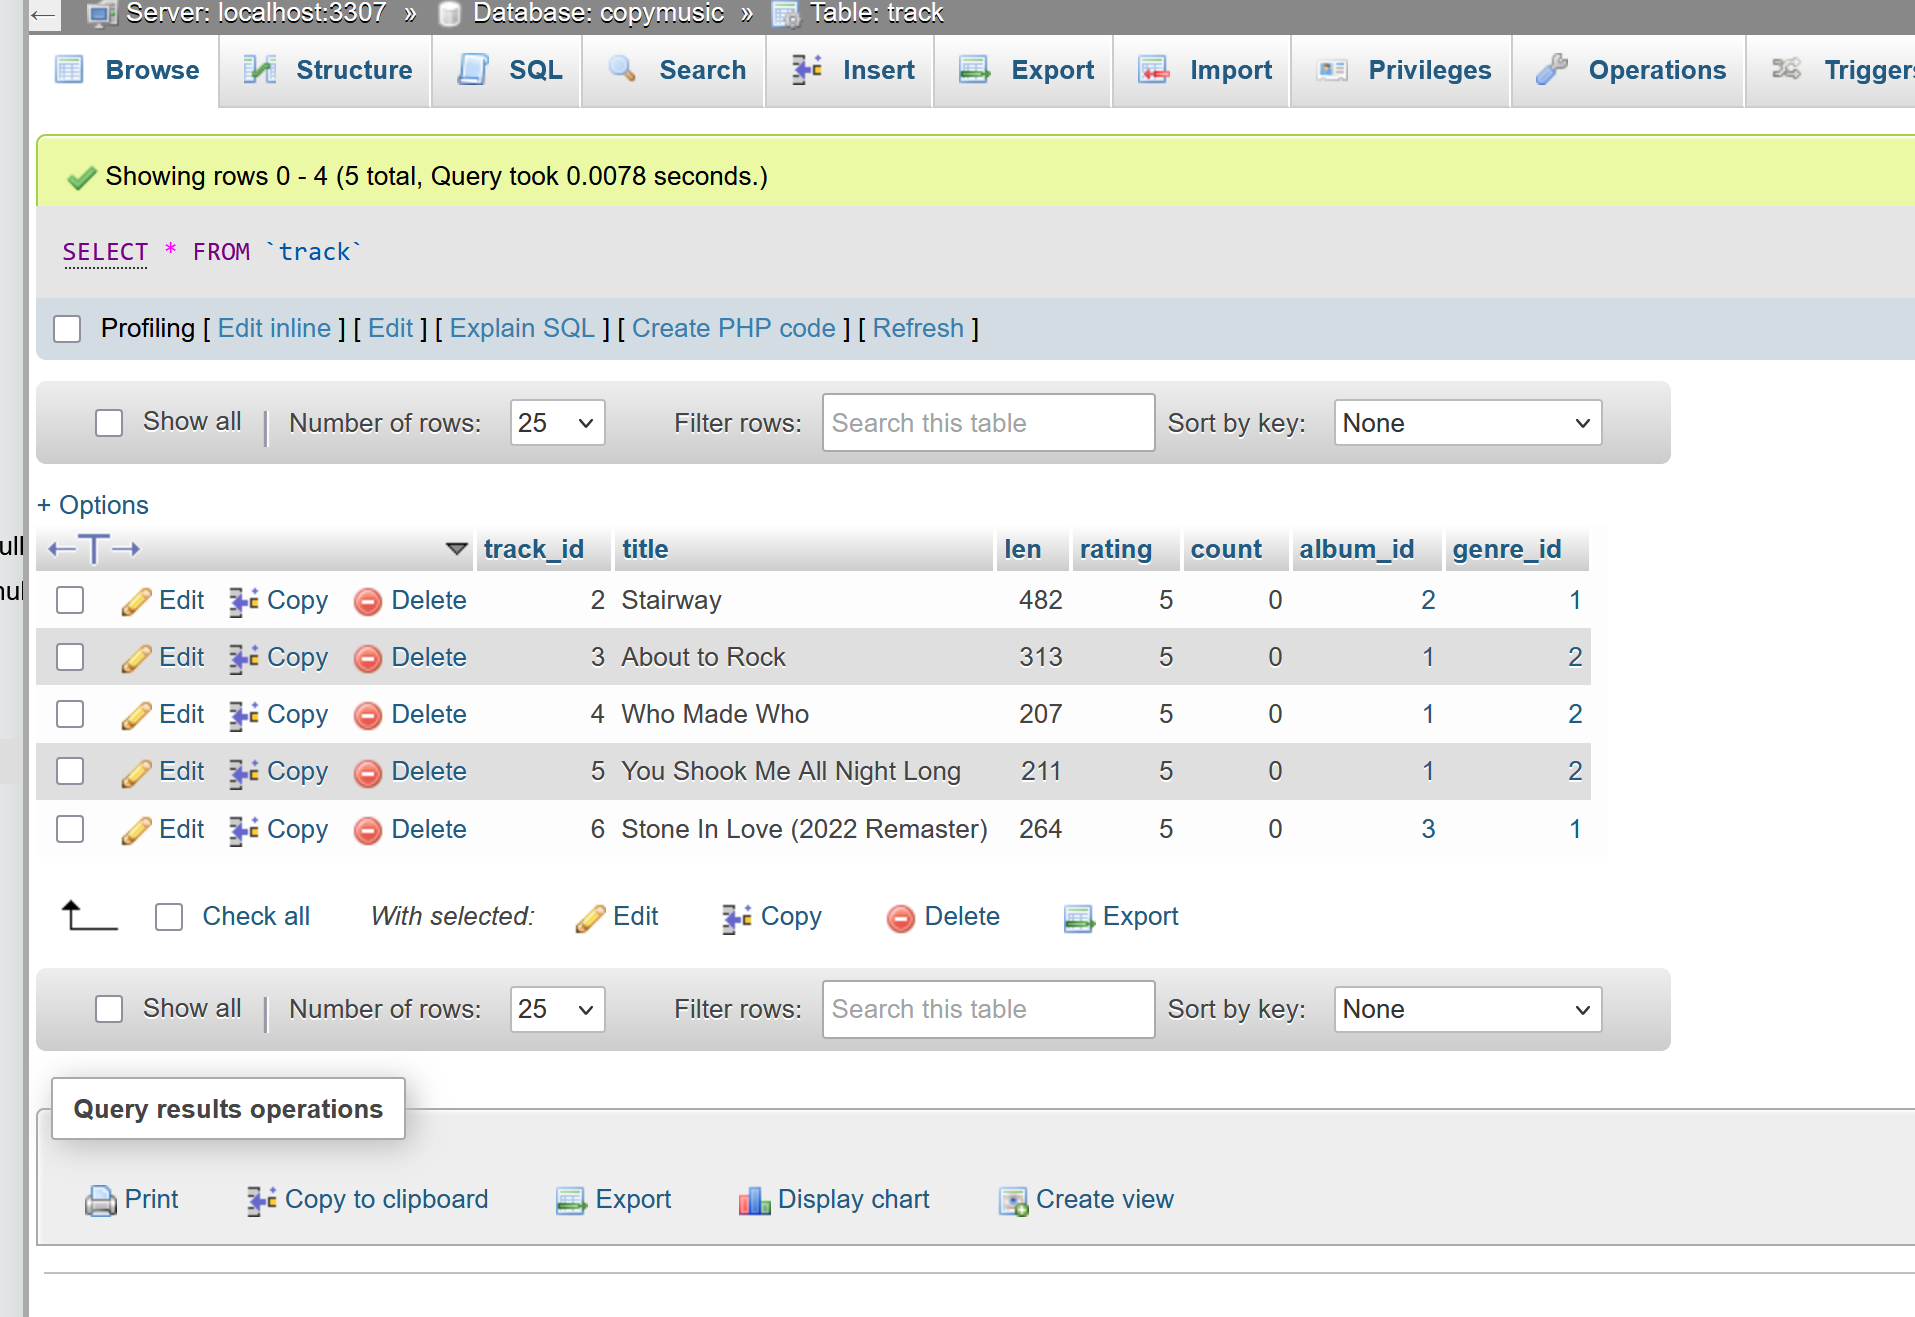 Server: localhost:3307 » Database: copymusic » Table: track
Browse Structure SQL Search Insert Export Import Privileges Operations Triggers
Showing rows 0 - 4 (5 total, Query took 0.0078 seconds.)
SELECT * FROM `track`
Profiling [ Edit inline ] [ Edit ] [ Explain SQL ] [ Create PHP code ] [ Refresh ]
Show all | Number of rows: 25 Filter rows: Search this table Sort by key: None
+ Options
←T→ track_id title len rating count album_id genre_id
Edit Copy Delete 2 Stairway 482 5 0 2 1
Edit Copy Delete 3 About to Rock 313 5 0 1 2
Edit Copy Delete 4 Who Made Who 207 5 0 1 2
Edit Copy Delete 5 You Shook Me All Night Long 211 5 0 1 2
Edit Copy Delete 6 Stone In Love (2022 Remaster) 264 5 0 3 1
Check all With selected: Edit Copy Delete Export
Show all | Number of rows: 25 Filter rows: Search this table Sort by key: None
Query results operations
Print Copy to clipboard Export Display chart Create view